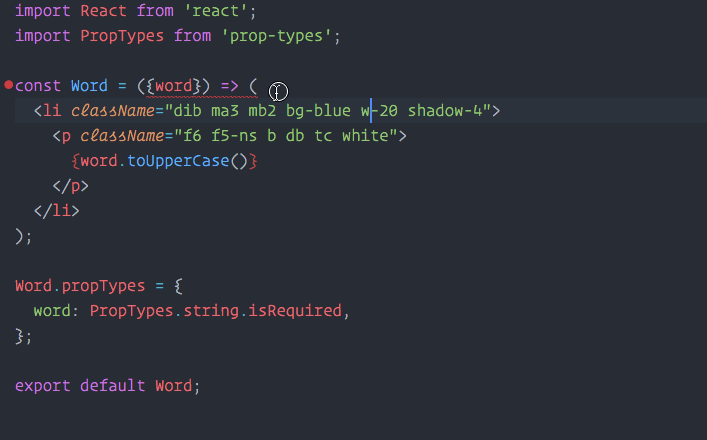 import React from 'react';
import PropTypes from 'prop-types';
const Word = ({word}) => (
<li className="dib ma3 mb2 bg-blue w-20 shadow-4">
<p className="f6 f5-ns b db tc white">
{word.toUpperCase()}
</p>
</li>
);
Word.propTypes = {
word: PropTypes.string.isRequired,
};
export default Word;